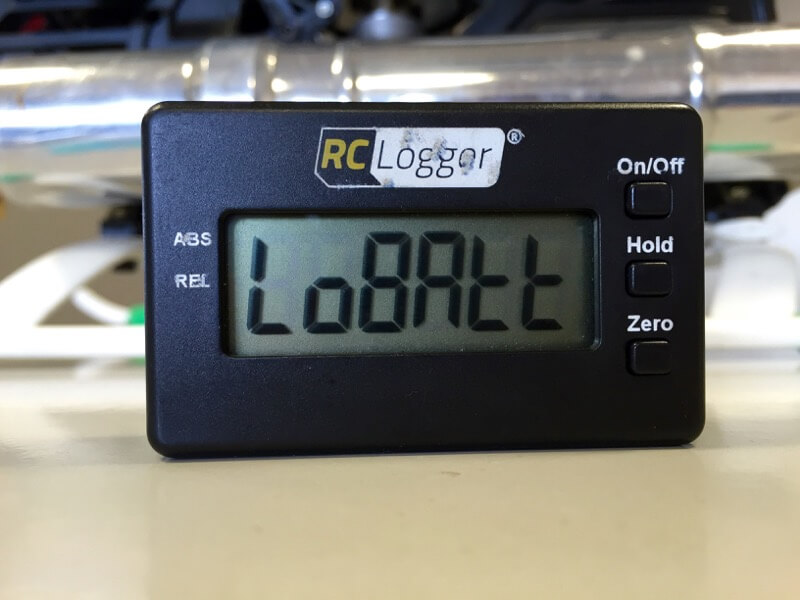 RC Logger®
On/Off
ABS
Hold
REL
LoBAtt
Zero